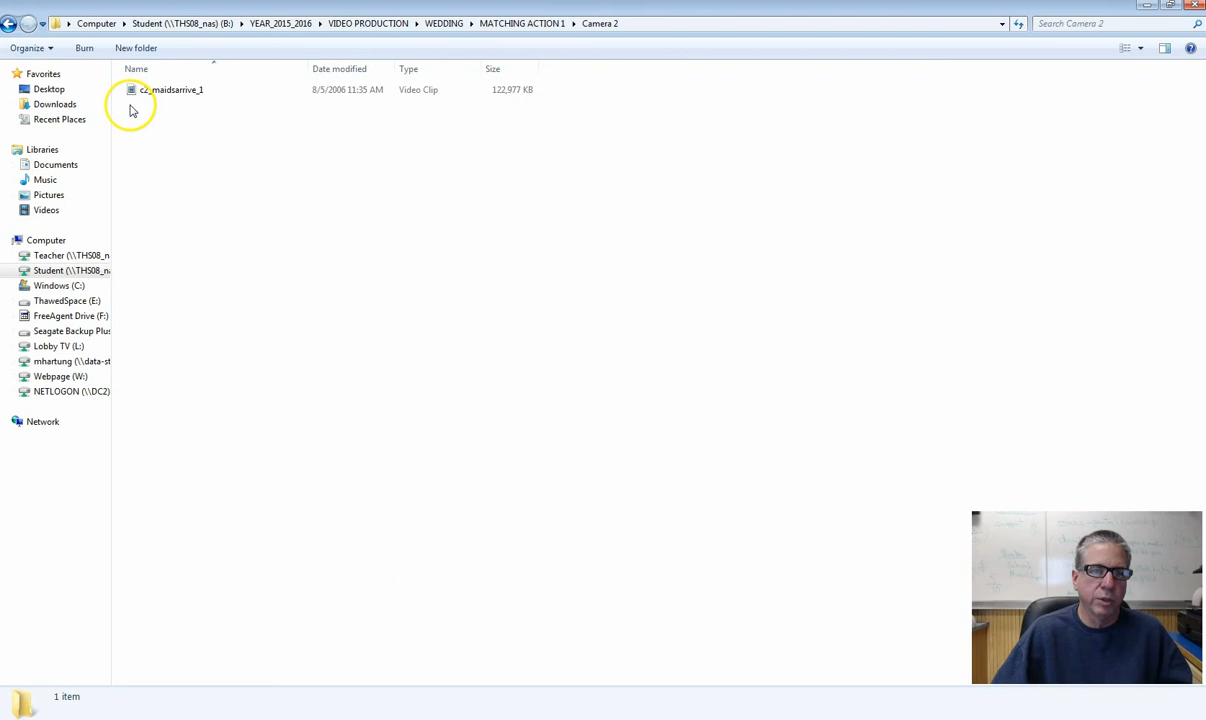 Computer ▸ Student (\\THS08_nas) (B:) ▸ YEAR_2015_2016 ▸ VIDEO PRODUCTION ▸ WEDDING ▸ MATCHING ACTION 1 ▸ Camera 2
Search Camera 2
Organize Burn New folder
Name Date modified Type Size
c2_maidsarrive_1 8/5/2006 11:35 AM Video Clip 122,977 KB
Favorites
Desktop
Downloads
Recent Places
Libraries
Documents
Music
Pictures
Videos
Computer
Teacher (\\THS08_n
Student (\\THS08_n
Windows (C:)
ThawedSpace (E:)
FreeAgent Drive (F:)
Seagate Backup Plus
Lobby TV (L:)
mhartung (\\data-st
Webpage (W:)
NETLOGON (\\DC2)
Network
1 item